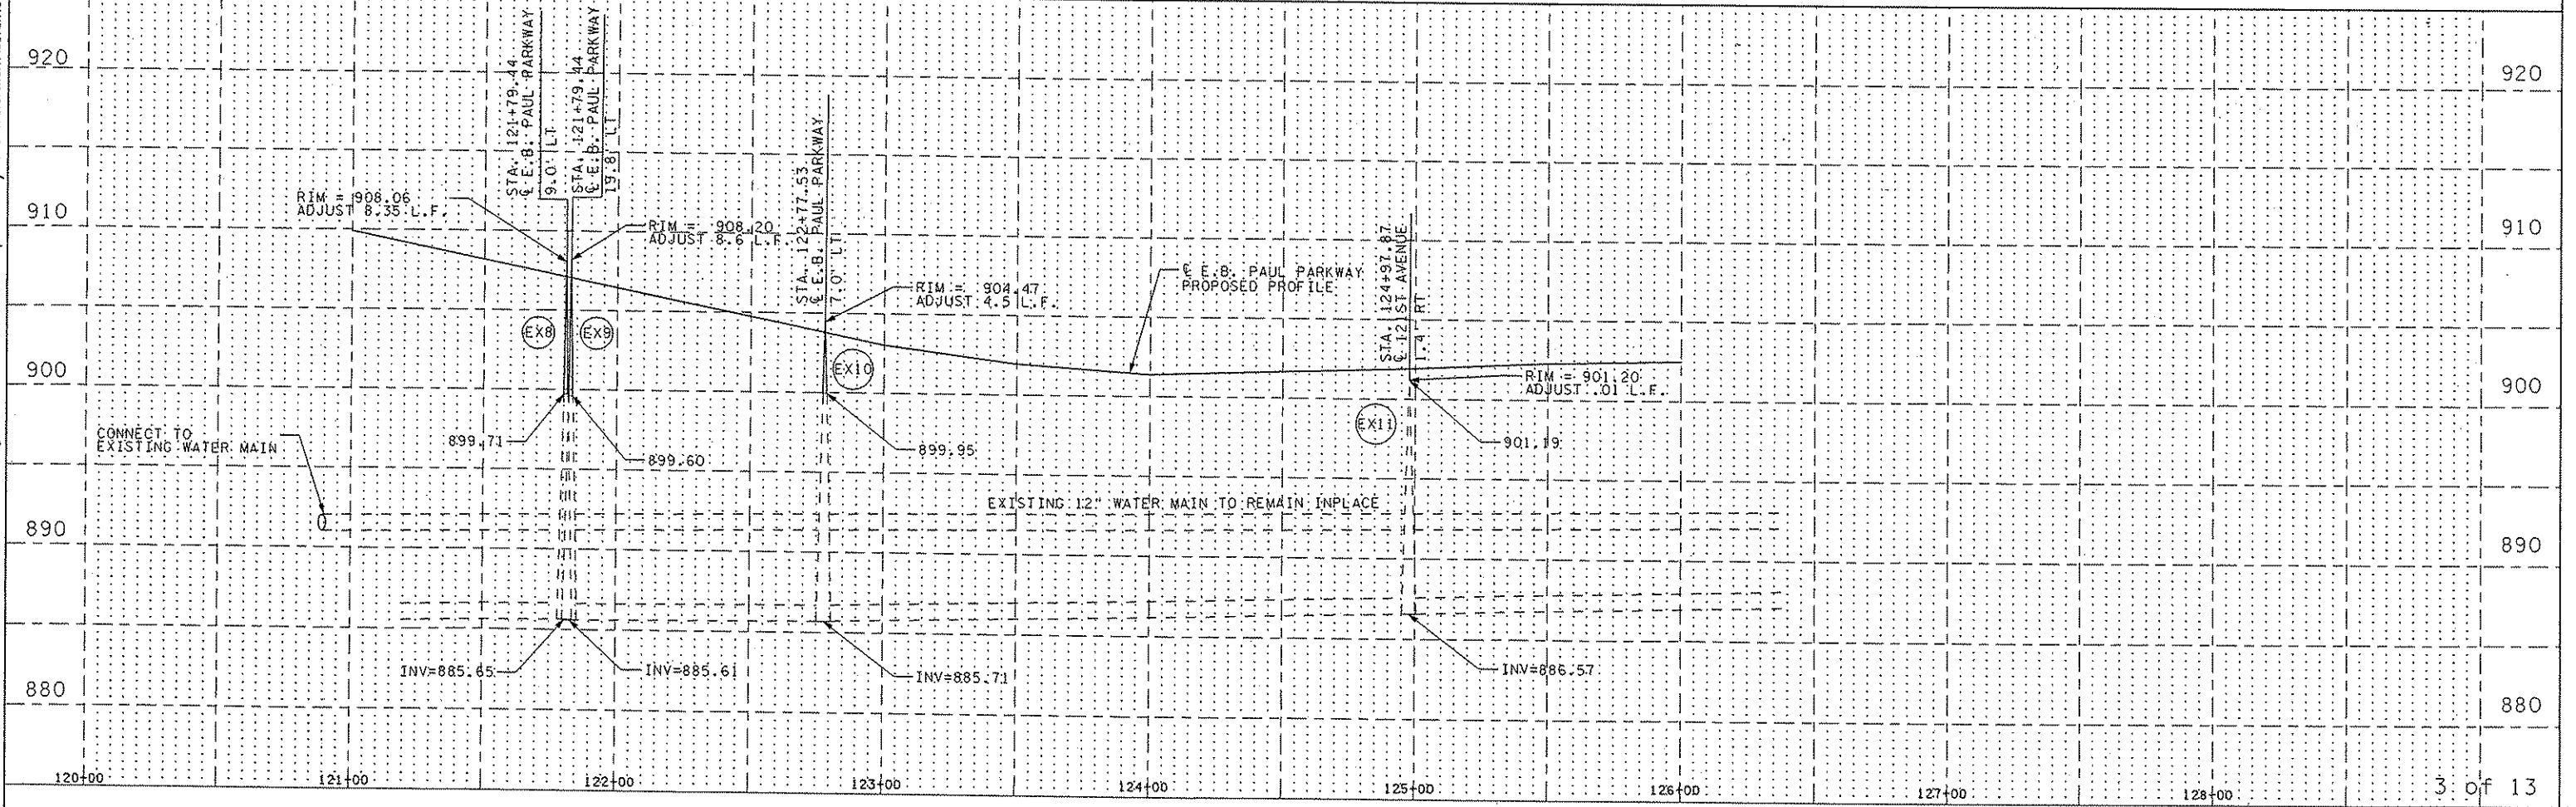 920
920
STA. 121+79.44
℄ E.B. PAUL PARKWAY
9.0' LT
STA. 121+79.44
℄ E.B. PAUL PARKWAY
19.8' LT
STA. 122+77.53
℄ E.B. PAUL PARKWAY
7.0' LT
RIM = 908.06
ADJUST 8.35 L.F.
910
910
RIM = 908.20
ADJUST 8.6 L.F.
STA. 124+97.87
℄ 121ST AVENUE
1.4' RT
RIM = 904.47
ADJUST 4.5 L.F.
℄ E.B. PAUL PARKWAY
PROPOSED PROFILE
EX8
EX9
EX10
900
900
RIM = 901.20
ADJUST .01 L.F.
EX11
CONNECT TO
EXISTING WATER MAIN
899.71
899.60
899.95
901.19
EXISTING 12" WATER MAIN TO REMAIN INPLACE
890
890
INV=885.65
INV=885.61
INV=885.71
INV=886.57
880
880
120+00
121+00
122+00
123+00
124+00
125+00
126+00
127+00
128+00
3 of 13